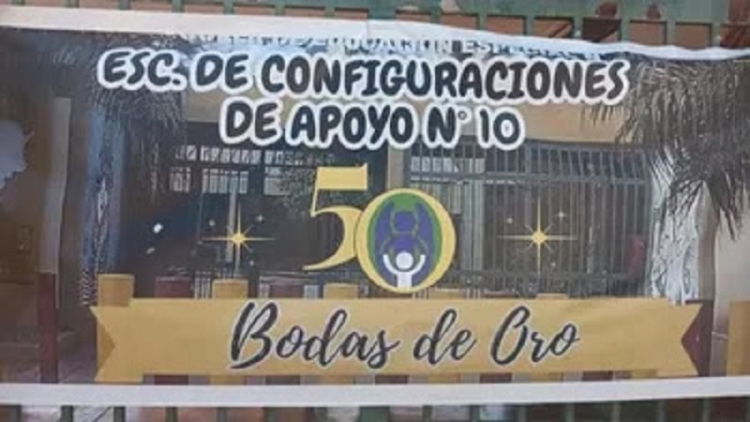 ESC. DE CONFIGURACIONES
DE APOYO N° 10
50
Bodas de Oro